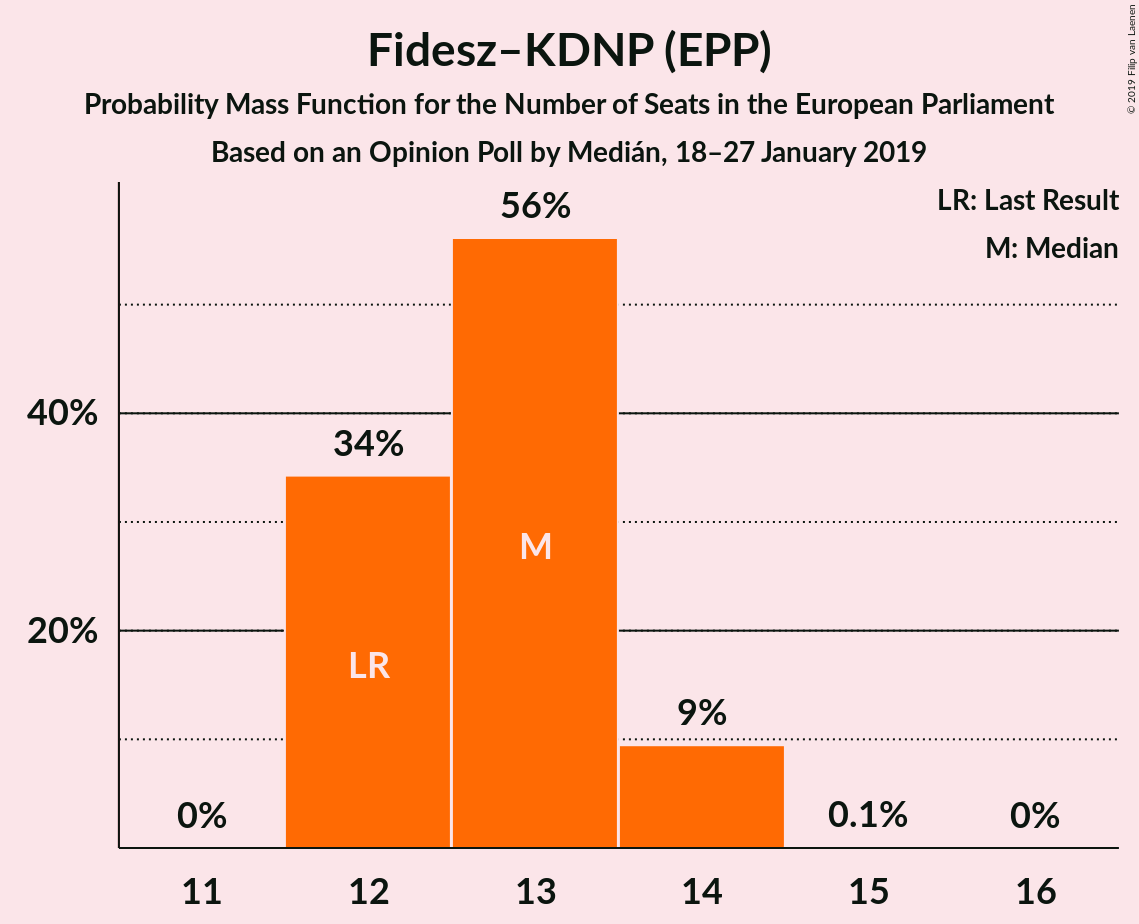 Fidesz–KDNP (EPP)
Probability Mass Function for the Number of Seats in the European Parliament
Based on an Opinion Poll by Medián, 18–27 January 2019
© 2019 Filip van Laenen
LR: Last Result
M: Median
56%
40%
34%
M
20%
LR
9%
0%
0.1%
0%
11 12 13 14 15 16